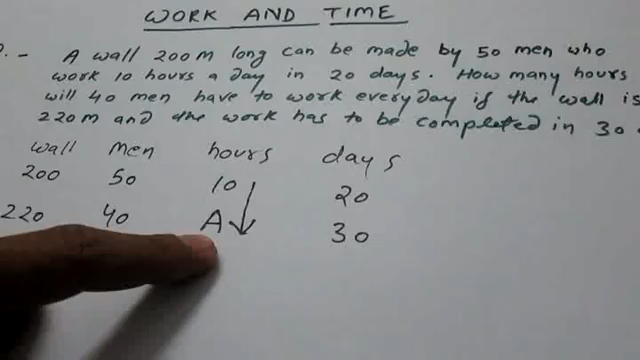 WORK AND TIME
A wall 200m long can be made by 50 men who
work 10 hours a day in 20 days. How many hours
will 40 men have to work everyday if the wall is
220m and the work has to be completed in 30
wall men hours days
200 50 10 20
220 40 A 30